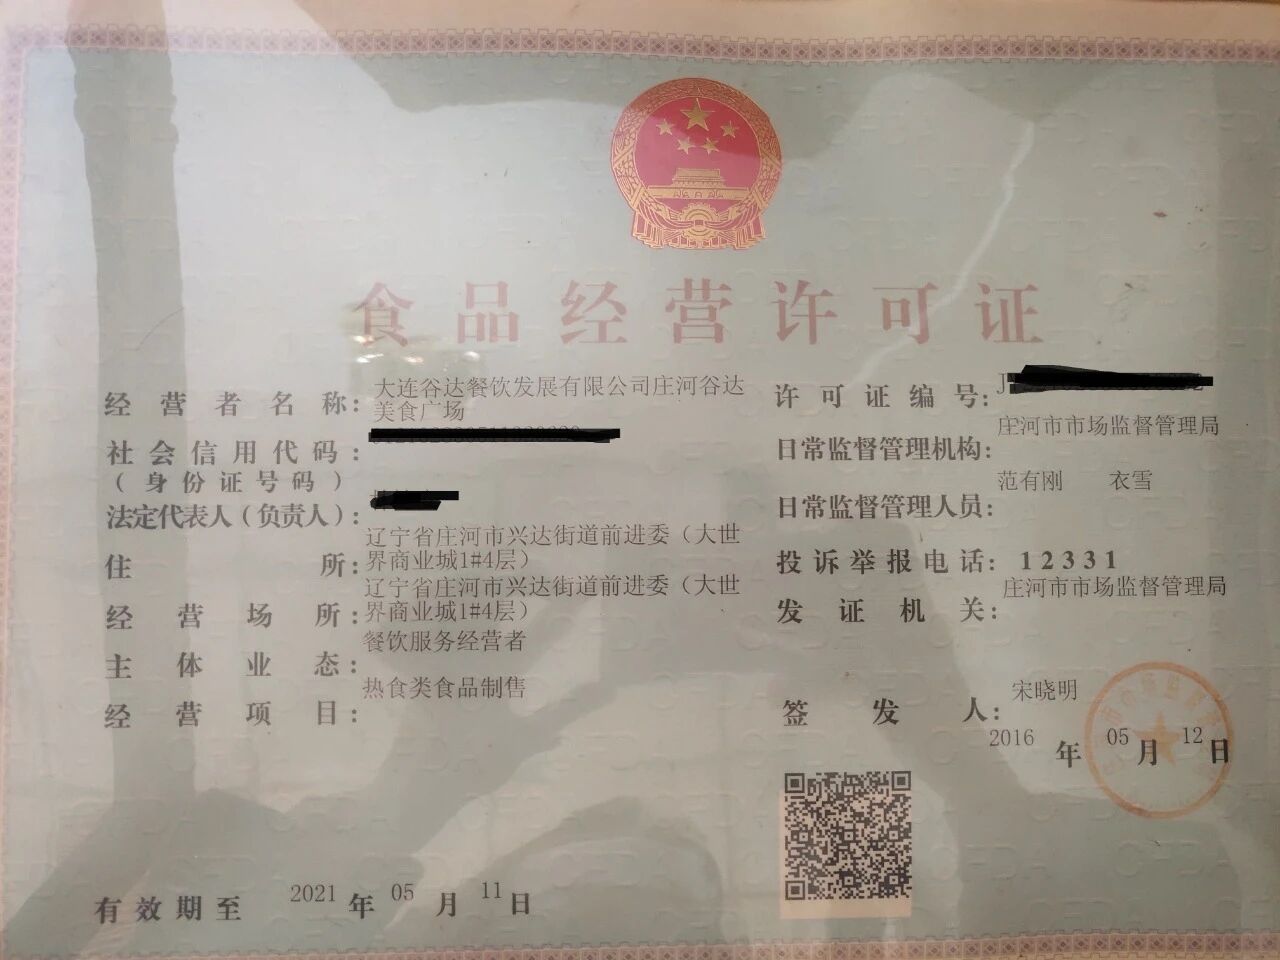 食品经营许可证
经营者名称：大连谷达餐饮发展有限公司庄河谷达
美食广场
社会信用代码：
（身份证号码）
法定代表人（负责人）：
住所：辽宁省庄河市兴达街道前进委（大世
界商业城1#4层）
经营场所：辽宁省庄河市兴达街道前进委（大世
界商业城1#4层）
主体业态：餐饮服务经营者
经营项目：热食类食品制售
许可证编号：
日常监督管理机构：庄河市市场监督管理局
日常监督管理人员：范有刚 衣雪
投诉举报电话：12331
发证机关：庄河市市场监督管理局
签发人：宋晓明
2016年05月12日
有效期至 2021年05月11日